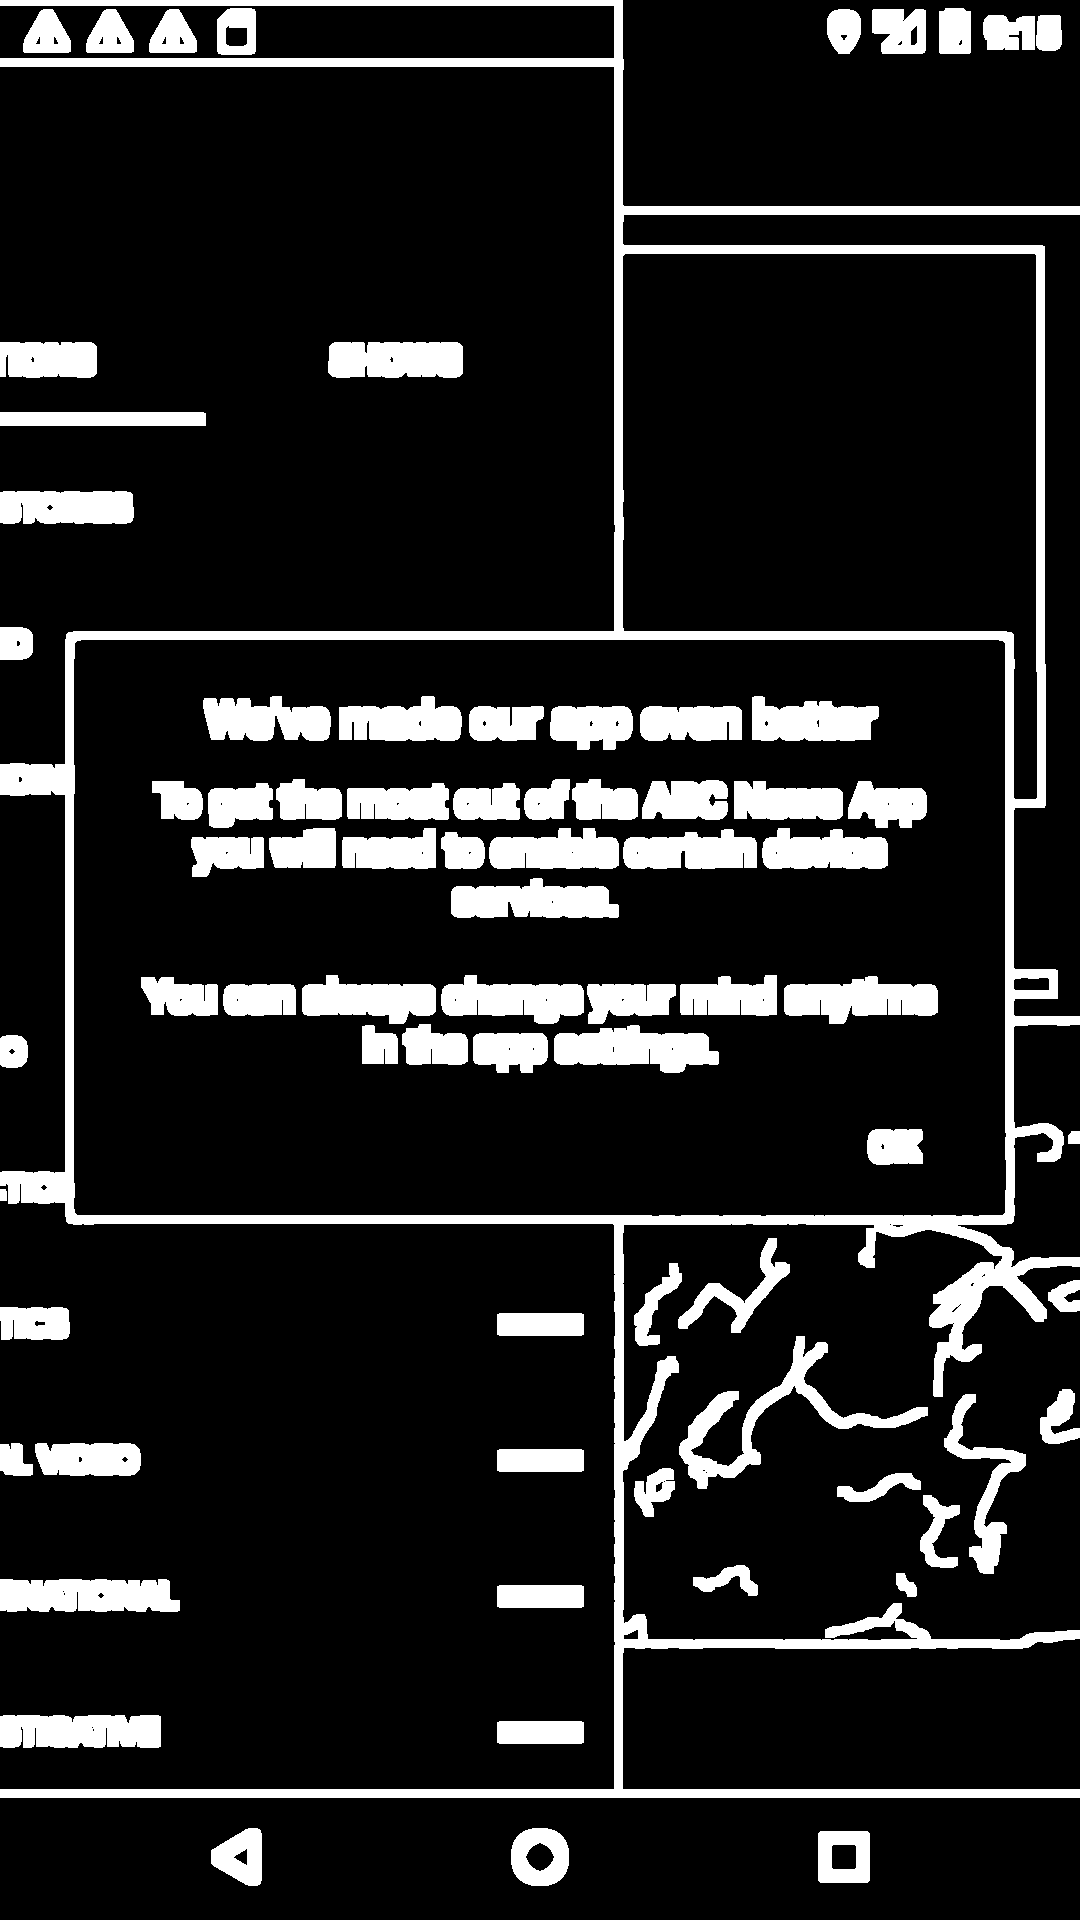 9:15
TIONS SHOWS
STORIES
We've made our app even better
To get the most out of the ABC News App
you will need to enable certain device
services.
You can always change your mind anytime
in the app settings.
OK
TICS
AL VIDEO
RNATIONAL
STIGATIVE